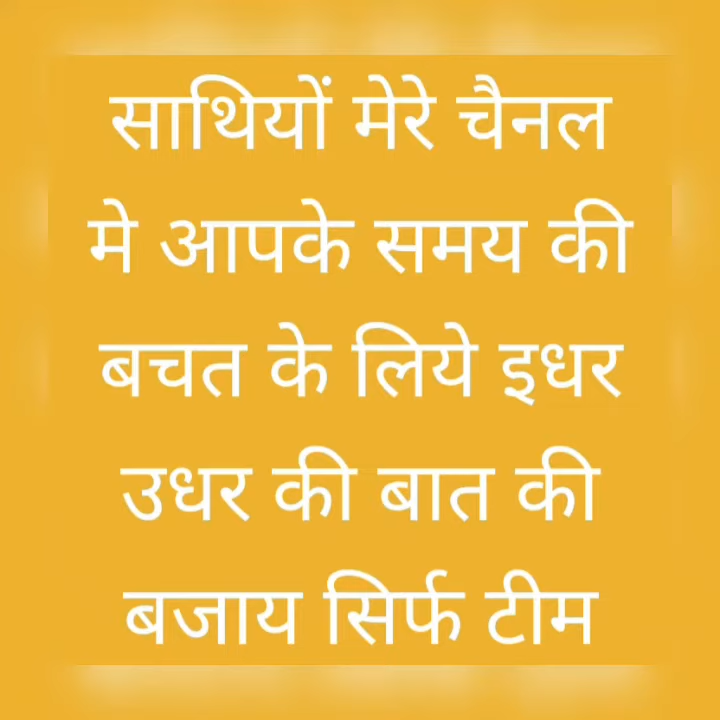 साथियों मेरे चैनल
मे आपके समय की
बचत के लिये इधर
उधर की बात की
बजाय सिर्फ टीम